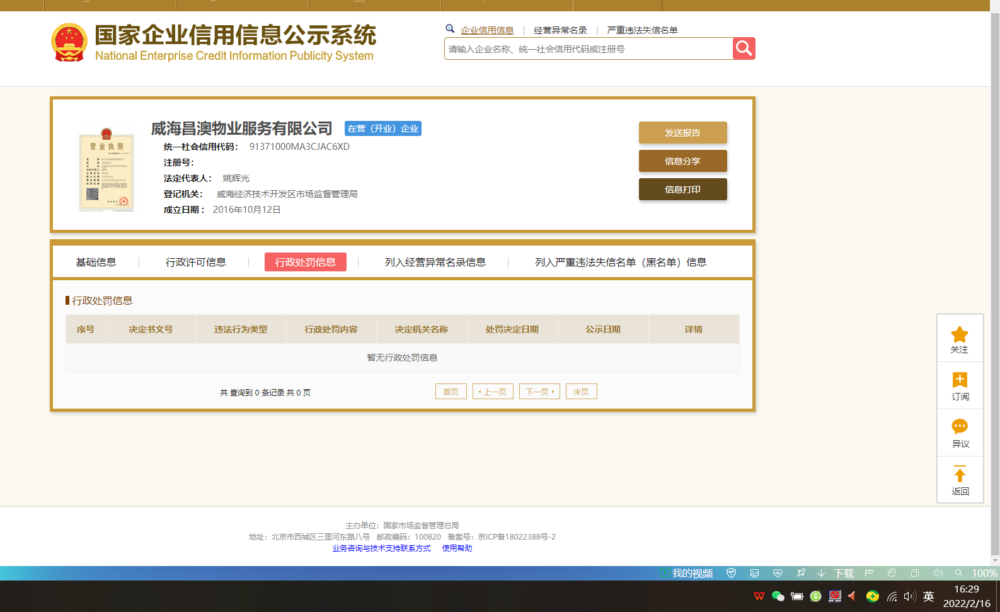 国家企业信用信息公示系统
National Enterprise Credit Information Publicity System
企业信用信息 | 经营异常名录 | 严重违法失信名单
请输入企业名称、统一社会信用代码或注册号
营业执照
威海昌澳物业服务有限公司 在营（开业）企业
统一社会信用代码： 91371000MA3CJAC6XD
注册号：
法定代表人： 姚辉光
登记机关： 威海经济技术开发区市场监督管理局
成立日期： 2016年10月12日
发送报告
信息分享
信息打印
基础信息 行政许可信息 行政处罚信息 列入经营异常名录信息 列入严重违法失信名单（黑名单）信息
行政处罚信息
序号 决定书文号 违法行为类型 行政处罚内容 决定机关名称 处罚决定日期 公示日期 详情
暂无行政处罚信息
共 查询到 0 条记录 共 0 页 首页 上一页 下一页 末页
关注
订阅
异议
返回
主办单位：国家市场监督管理总局
地址：北京市西城区三里河东路八号 邮政编码：100820 备案号：京ICP备18022388号-2
业务咨询与技术支持联系方式 使用帮助
我的视频 下载 100%
英 16:29
2022/2/16